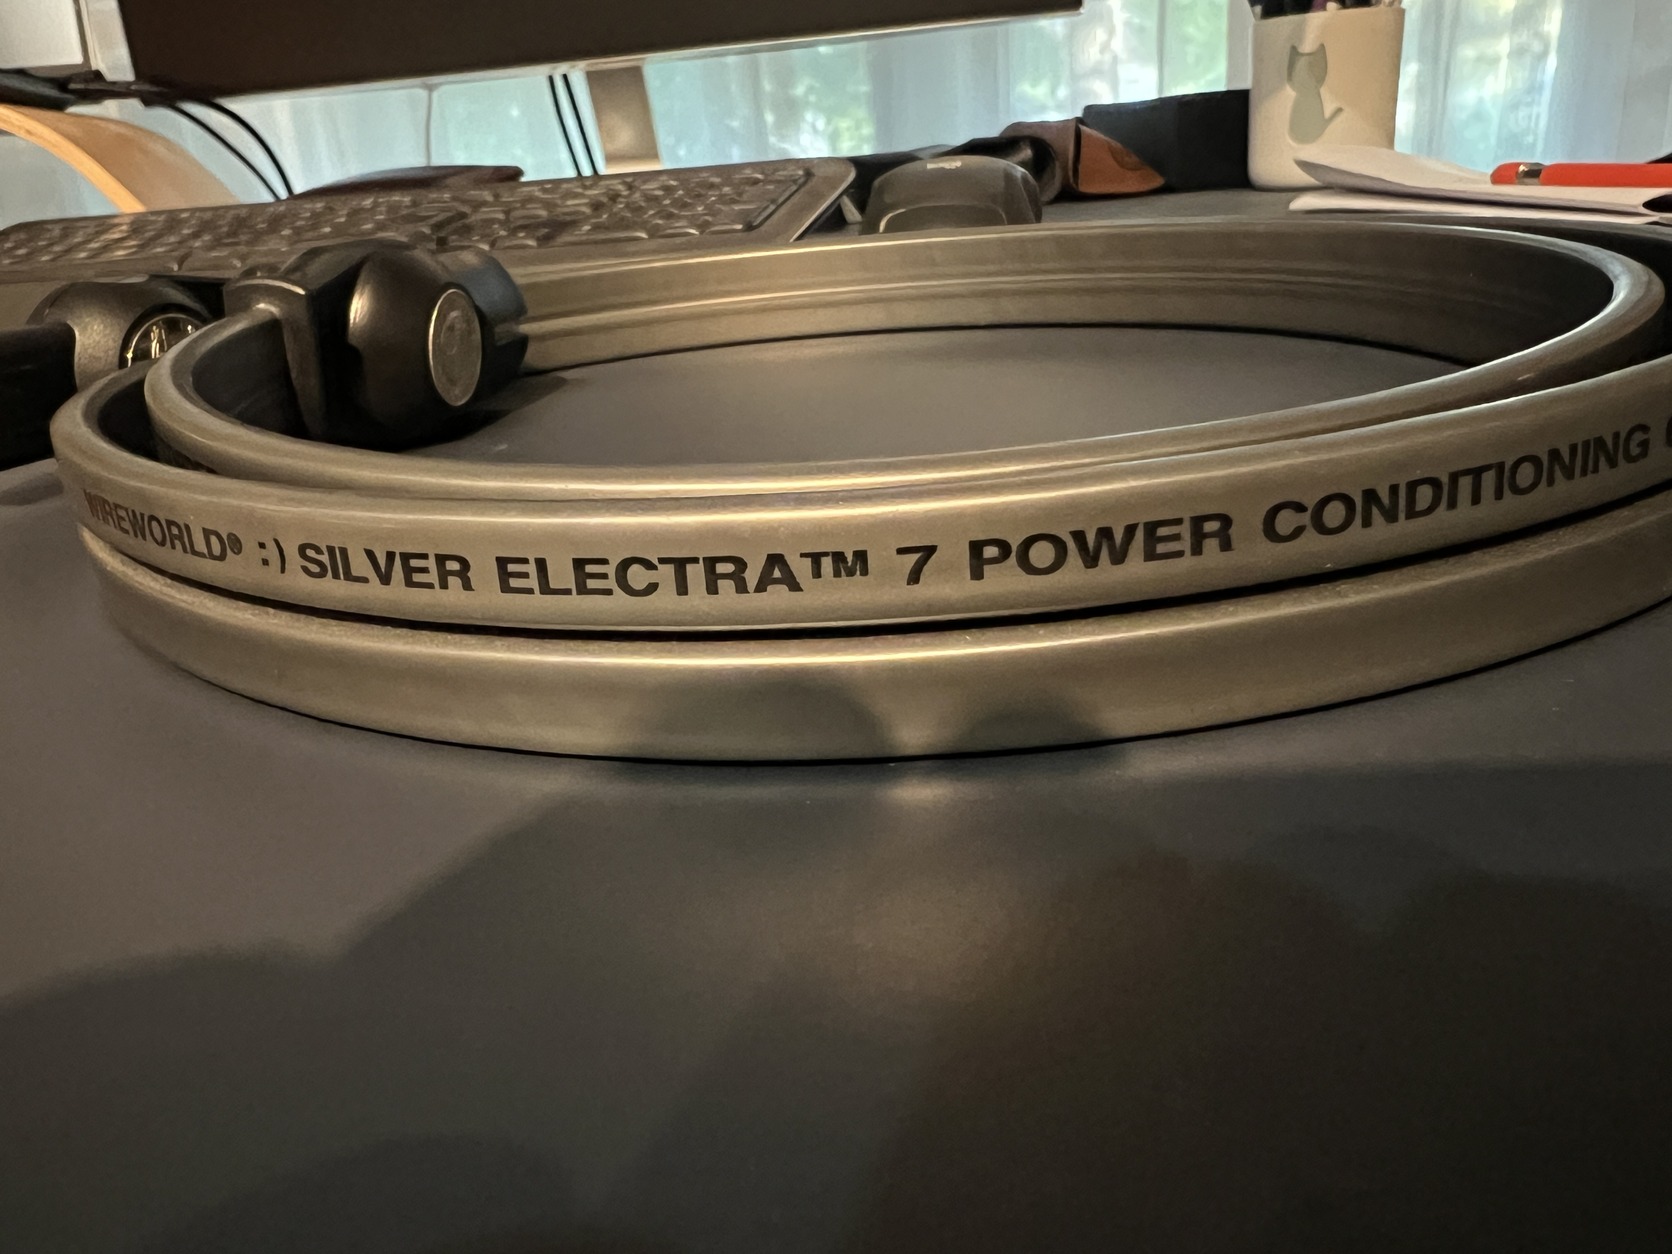 WIREWORLD® :) SILVER ELECTRA™ 7 POWER CONDITIONING